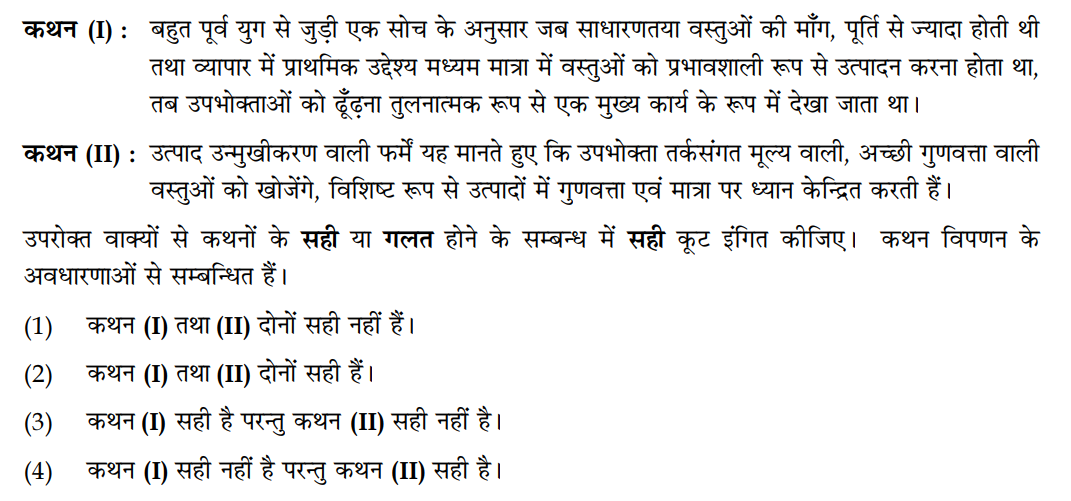 कथन (I) : बहुत पूर्व युग से जुड़ी एक सोच के अनुसार जब साधारणतया वस्तुओं की माँग, पूर्ति से ज्यादा होती थी
तथा व्यापार में प्राथमिक उद्देश्य मध्यम मात्रा में वस्तुओं को प्रभावशाली रूप से उत्पादन करना होता था,
तब उपभोक्ताओं को ढूँढ़ना तुलनात्मक रूप से एक मुख्य कार्य के रूप में देखा जाता था।
कथन (II) : उत्पाद उन्मुखीकरण वाली फर्में यह मानते हुए कि उपभोक्ता तर्कसंगत मूल्य वाली, अच्छी गुणवत्ता वाली
वस्तुओं को खोजेंगे, विशिष्ट रूप से उत्पादों में गुणवत्ता एवं मात्रा पर ध्यान केन्द्रित करती हैं।
उपरोक्त वाक्यों से कथनों के सही या गलत होने के सम्बन्ध में सही कूट इंगित कीजिए। कथन विपणन के
अवधारणाओं से सम्बन्धित हैं।
(1) कथन (I) तथा (II) दोनों सही नहीं हैं।
(2) कथन (I) तथा (II) दोनों सही हैं।
(3) कथन (I) सही है परन्तु कथन (II) सही नहीं है।
(4) कथन (I) सही नहीं है परन्तु कथन (II) सही है।